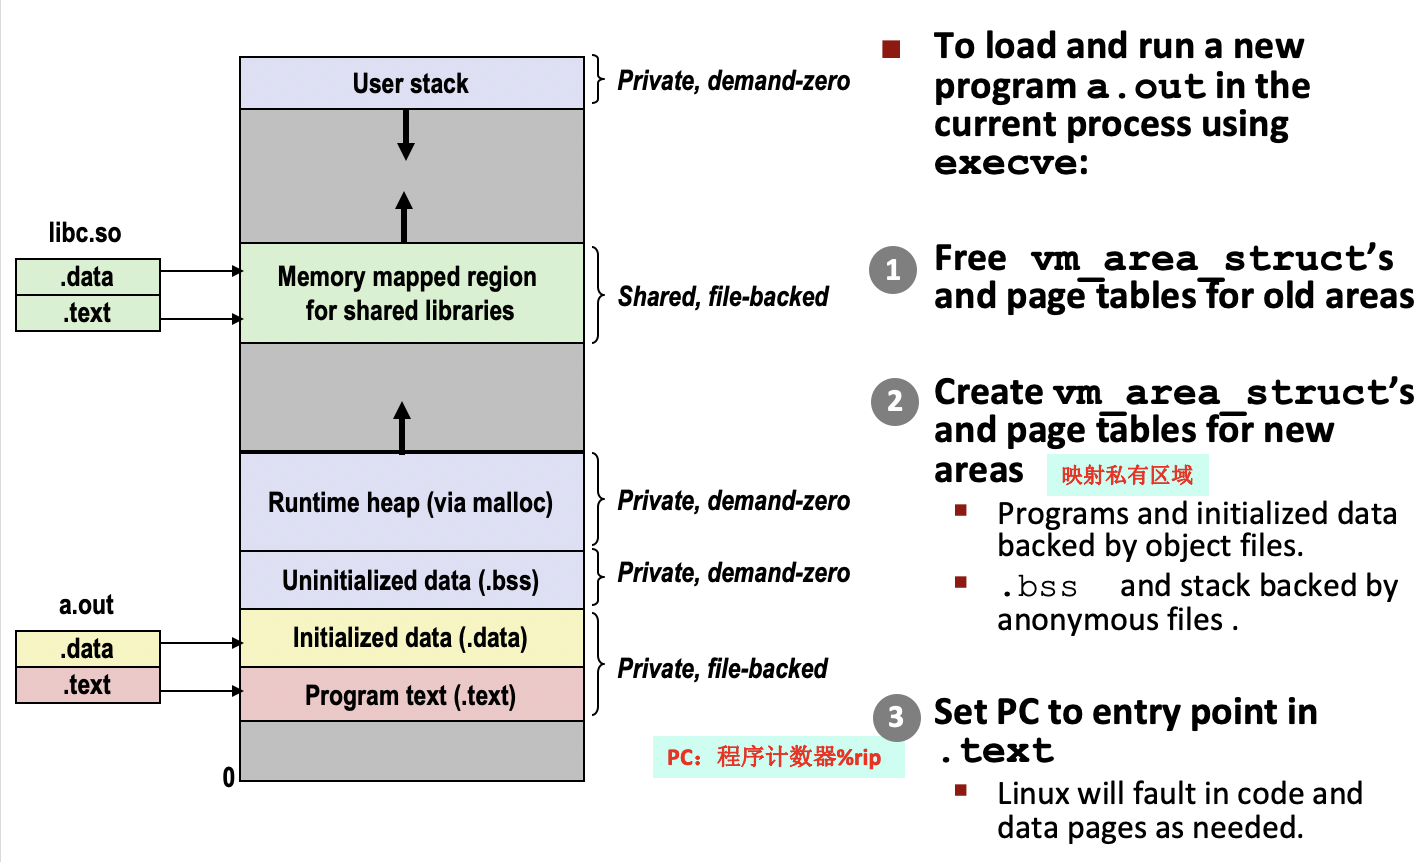 User stack
Private, demand-zero
libc.so
.data
.text
Memory mapped region
for shared libraries
Shared, file-backed
Runtime heap (via malloc)
Private, demand-zero
Uninitialized data (.bss)
Private, demand-zero
a.out
.data
.text
Initialized data (.data)
Program text (.text)
Private, file-backed
0
To load and run a new
program a.out in the
current process using
execve:
1
Free vm_area_struct’s
and page tables for old areas
2
Create vm_area_struct’s
and page tables for new
areas
映射私有区域
Programs and initialized data
backed by object files.
.bss and stack backed by
anonymous files .
3
Set PC to entry point in
.text
PC：程序计数器%rip
Linux will fault in code and
data pages as needed.